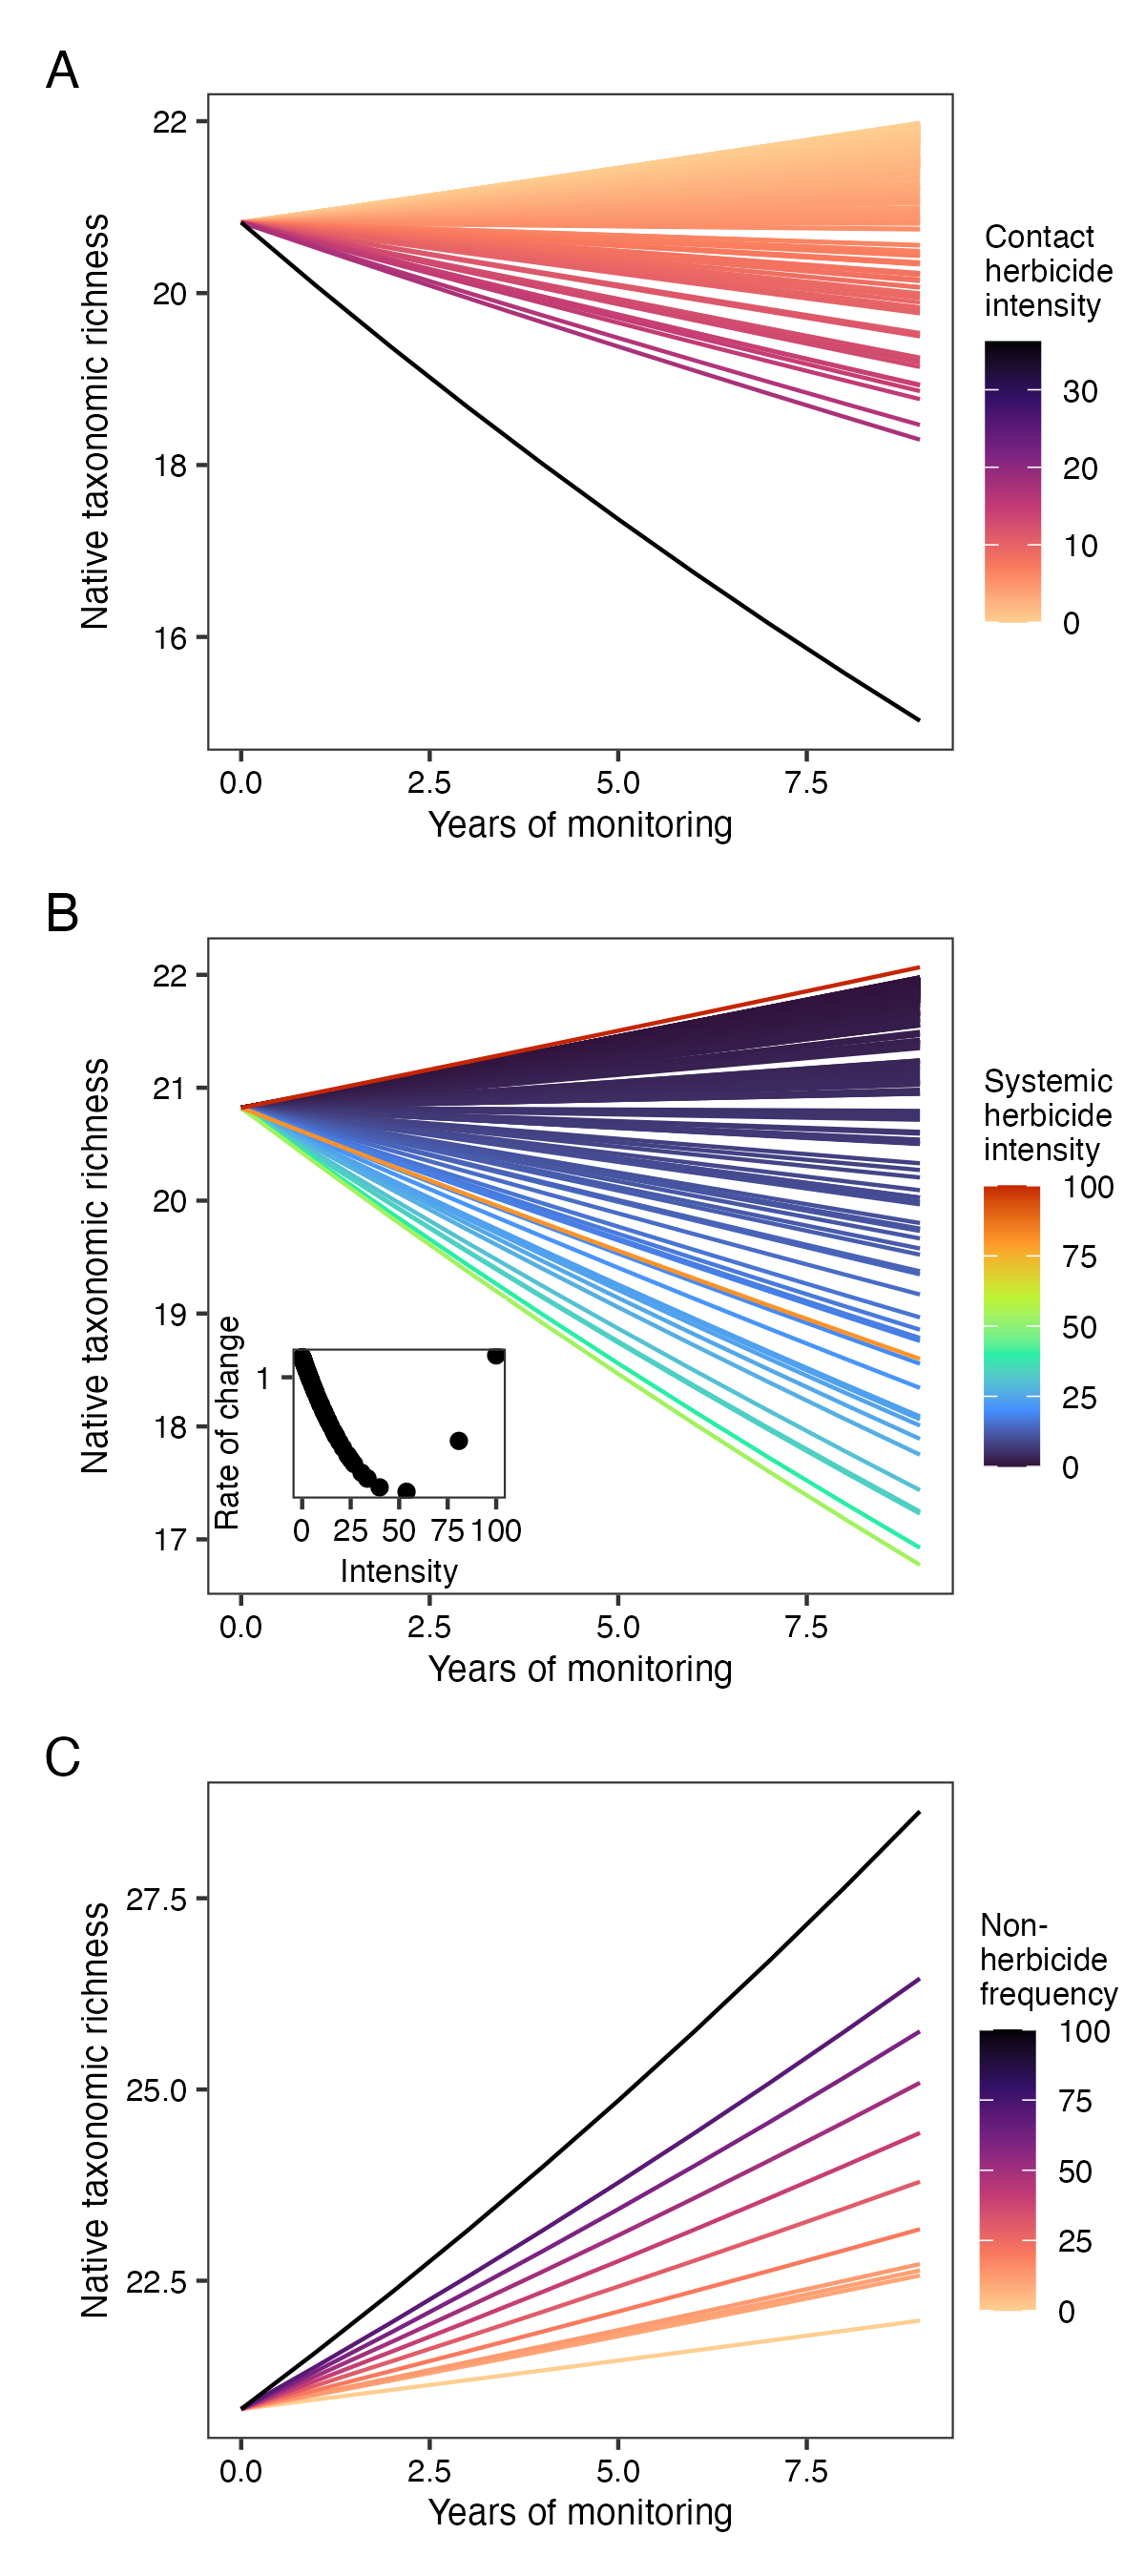 A
Native taxonomic richness
22
20
18
16
0.0 2.5 5.0 7.5
Years of monitoring
Contact
herbicide
intensity
30
20
10
0
B
Native taxonomic richness
22
21
20
19
18
17
0.0 2.5 5.0 7.5
Years of monitoring
Rate of change
1
0 25 50 75 100
Intensity
Systemic
herbicide
intensity
100
75
50
25
0
C
Native taxonomic richness
27.5
25.0
22.5
0.0 2.5 5.0 7.5
Years of monitoring
Non-
herbicide
frequency
100
75
50
25
0